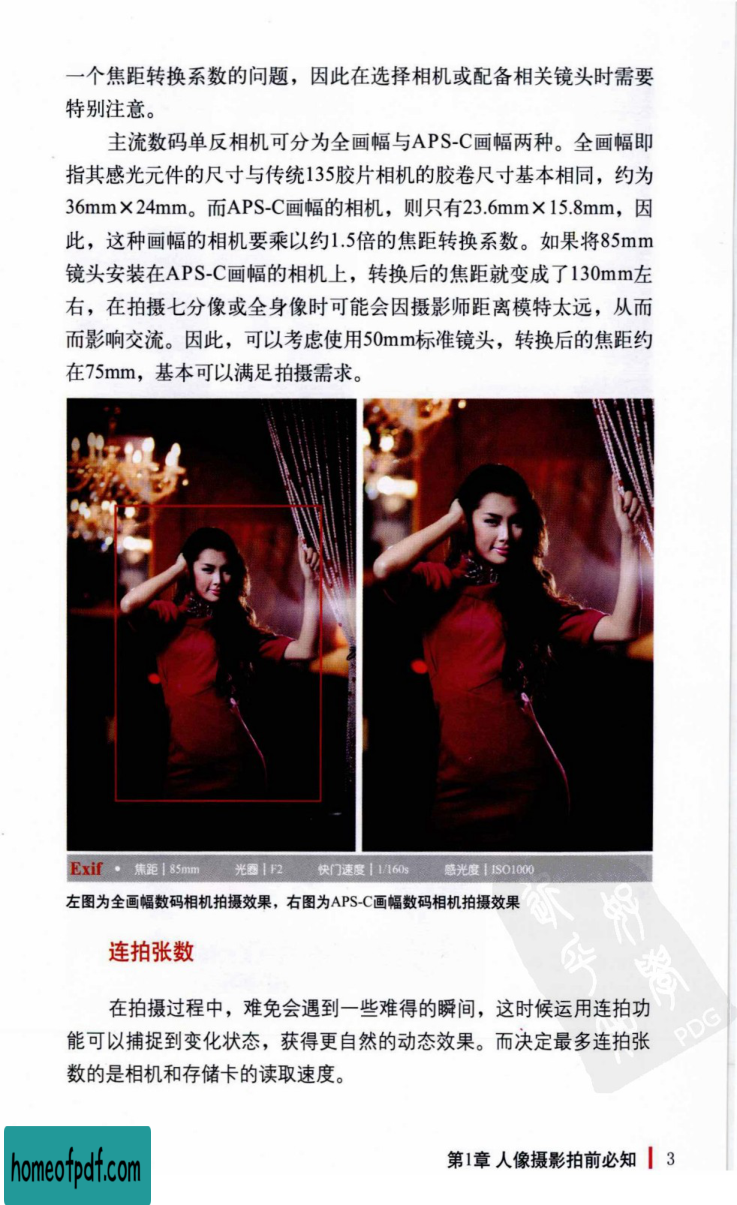 一个焦距转换系数的问题，因此在选择相机或配备相关镜头时需要
特别注意。
主流数码单反相机可分为全画幅与APS-C画幅两种。全画幅即
指其感光元件的尺寸与传统135胶片相机的胶卷尺寸基本相同，约为
36mm×24mm。而APS-C画幅的相机，则只有23.6mm×15.8mm，因
此，这种画幅的相机要乘以约1.5倍的焦距转换系数。如果将85mm
镜头安装在APS-C画幅的相机上，转换后的焦距就变成了130mm左
右，在拍摄七分像或全身像时可能会因摄影师距离模特太远，从而
而影响交流。因此，可以考虑使用50mm标准镜头，转换后的焦距约
在75mm，基本可以满足拍摄需求。
Exif • 焦距 | 85mm 光圈 | F2 快门速度 | 1/160s 感光度 | ISO1000
左图为全画幅数码相机拍摄效果，右图为APS-C画幅数码相机拍摄效果
连拍张数
在拍摄过程中，难免会遇到一些难得的瞬间，这时候运用连拍功
能可以捕捉到变化状态，获得更自然的动态效果。而决定最多连拍张
数的是相机和存储卡的读取速度。
PDG
homeofpdf.com
第1章 人像摄影拍前必知 | 3